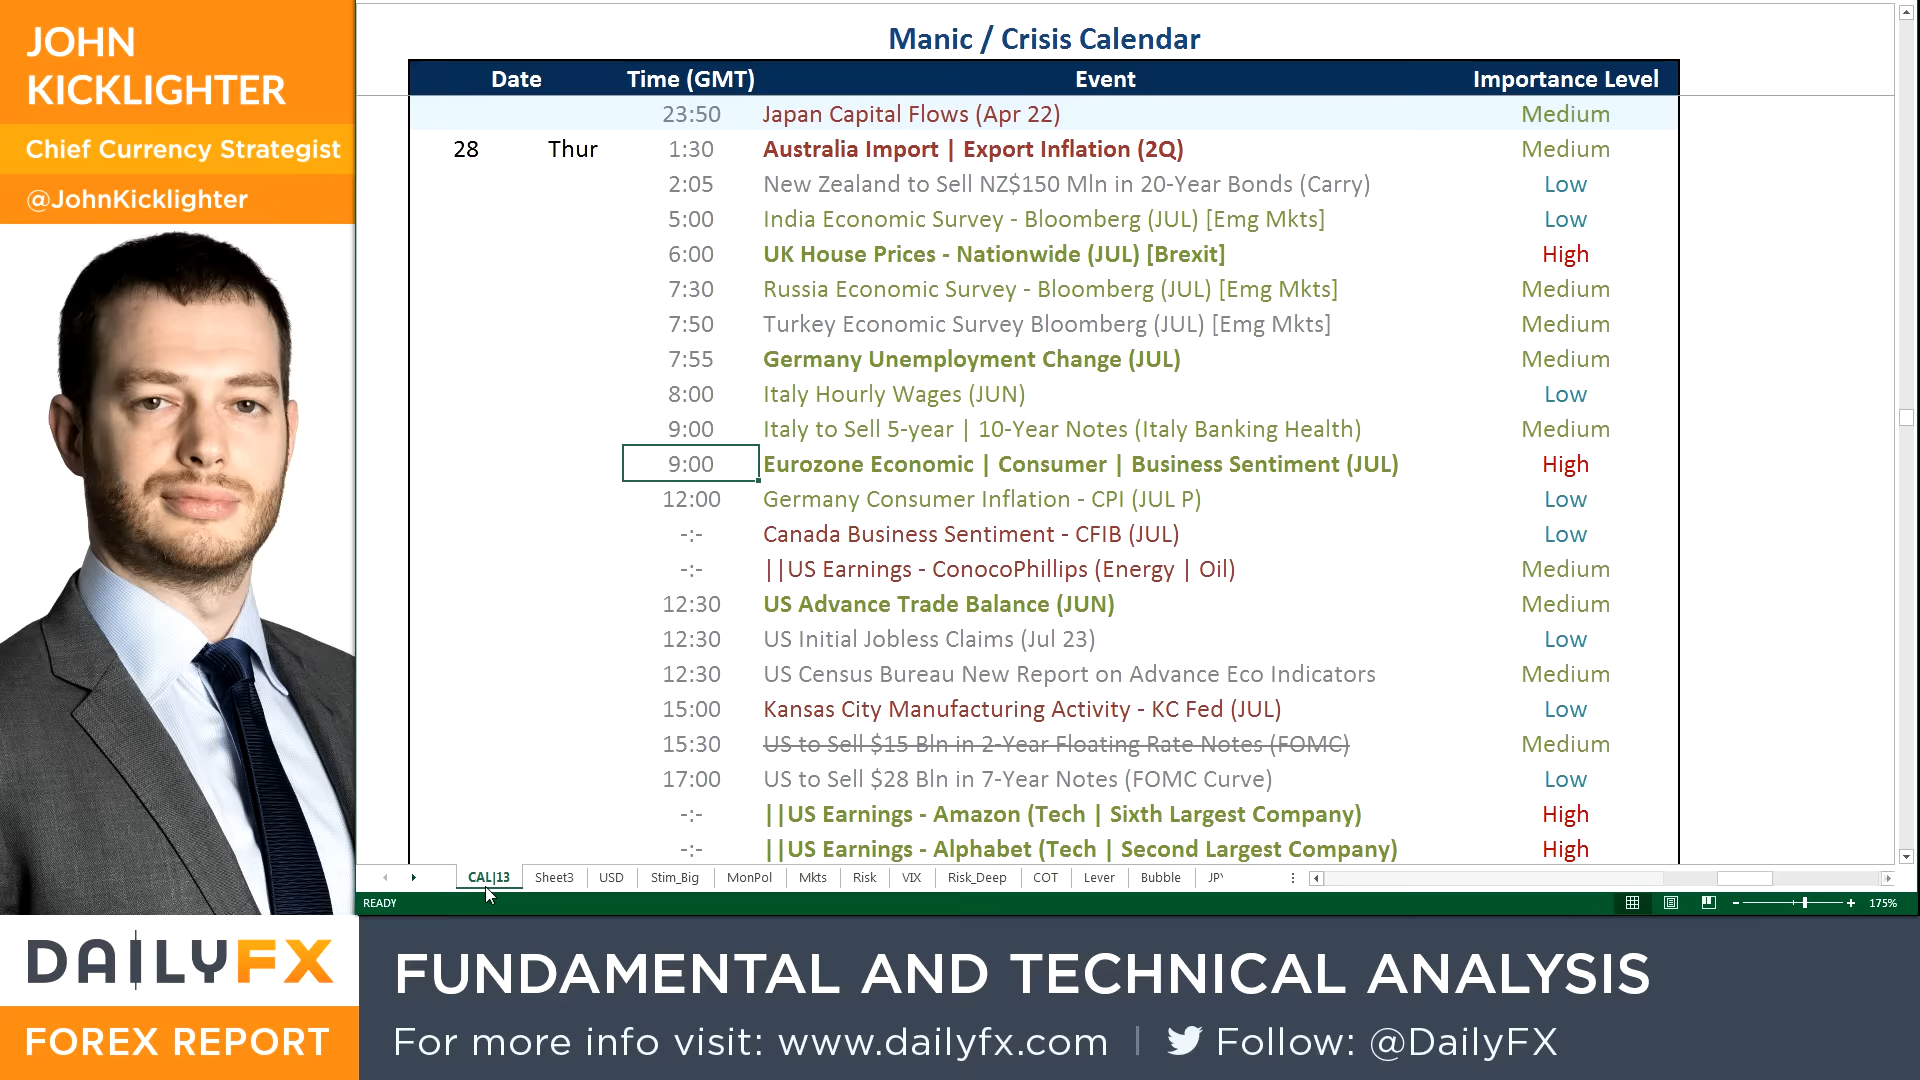 JOHN
KICKLIGHTER
Chief Currency Strategist
@JohnKicklighter
Manic / Crisis Calendar
Date Time (GMT) Event Importance Level
23:50 Japan Capital Flows (Apr 22) Medium
28 Thur 1:30 Australia Import | Export Inflation (2Q) Medium
2:05 New Zealand to Sell NZ$150 Mln in 20-Year Bonds (Carry) Low
5:00 India Economic Survey - Bloomberg (JUL) [Emg Mkts] Low
6:00 UK House Prices - Nationwide (JUL) [Brexit] High
7:30 Russia Economic Survey - Bloomberg (JUL) [Emg Mkts] Medium
7:50 Turkey Economic Survey Bloomberg (JUL) [Emg Mkts] Medium
7:55 Germany Unemployment Change (JUL) Medium
8:00 Italy Hourly Wages (JUN) Low
9:00 Italy to Sell 5-year | 10-Year Notes (Italy Banking Health) Medium
9:00 Eurozone Economic | Consumer | Business Sentiment (JUL) High
12:00 Germany Consumer Inflation - CPI (JUL P) Low
-:- Canada Business Sentiment - CFIB (JUL) Low
-:- ||US Earnings - ConocoPhillips (Energy | Oil) Medium
12:30 US Advance Trade Balance (JUN) Medium
12:30 US Initial Jobless Claims (Jul 23) Low
12:30 US Census Bureau New Report on Advance Eco Indicators Medium
15:00 Kansas City Manufacturing Activity - KC Fed (JUL) Low
15:30 US to Sell $15 Bln in 2-Year Floating Rate Notes (FOMC) Medium
17:00 US to Sell $28 Bln in 7-Year Notes (FOMC Curve) Low
-:- ||US Earnings - Amazon (Tech | Sixth Largest Company) High
-:- ||US Earnings - Alphabet (Tech | Second Largest Company) High
CAL|13 Sheet3 USD Stim_Big MonPol Mkts Risk VIX Risk_Deep COT Lever Bubble JPY
READY 175%
DAILYFX
FOREX REPORT
FUNDAMENTAL AND TECHNICAL ANALYSIS
For more info visit: www.dailyfx.com | Follow: @DailyFX